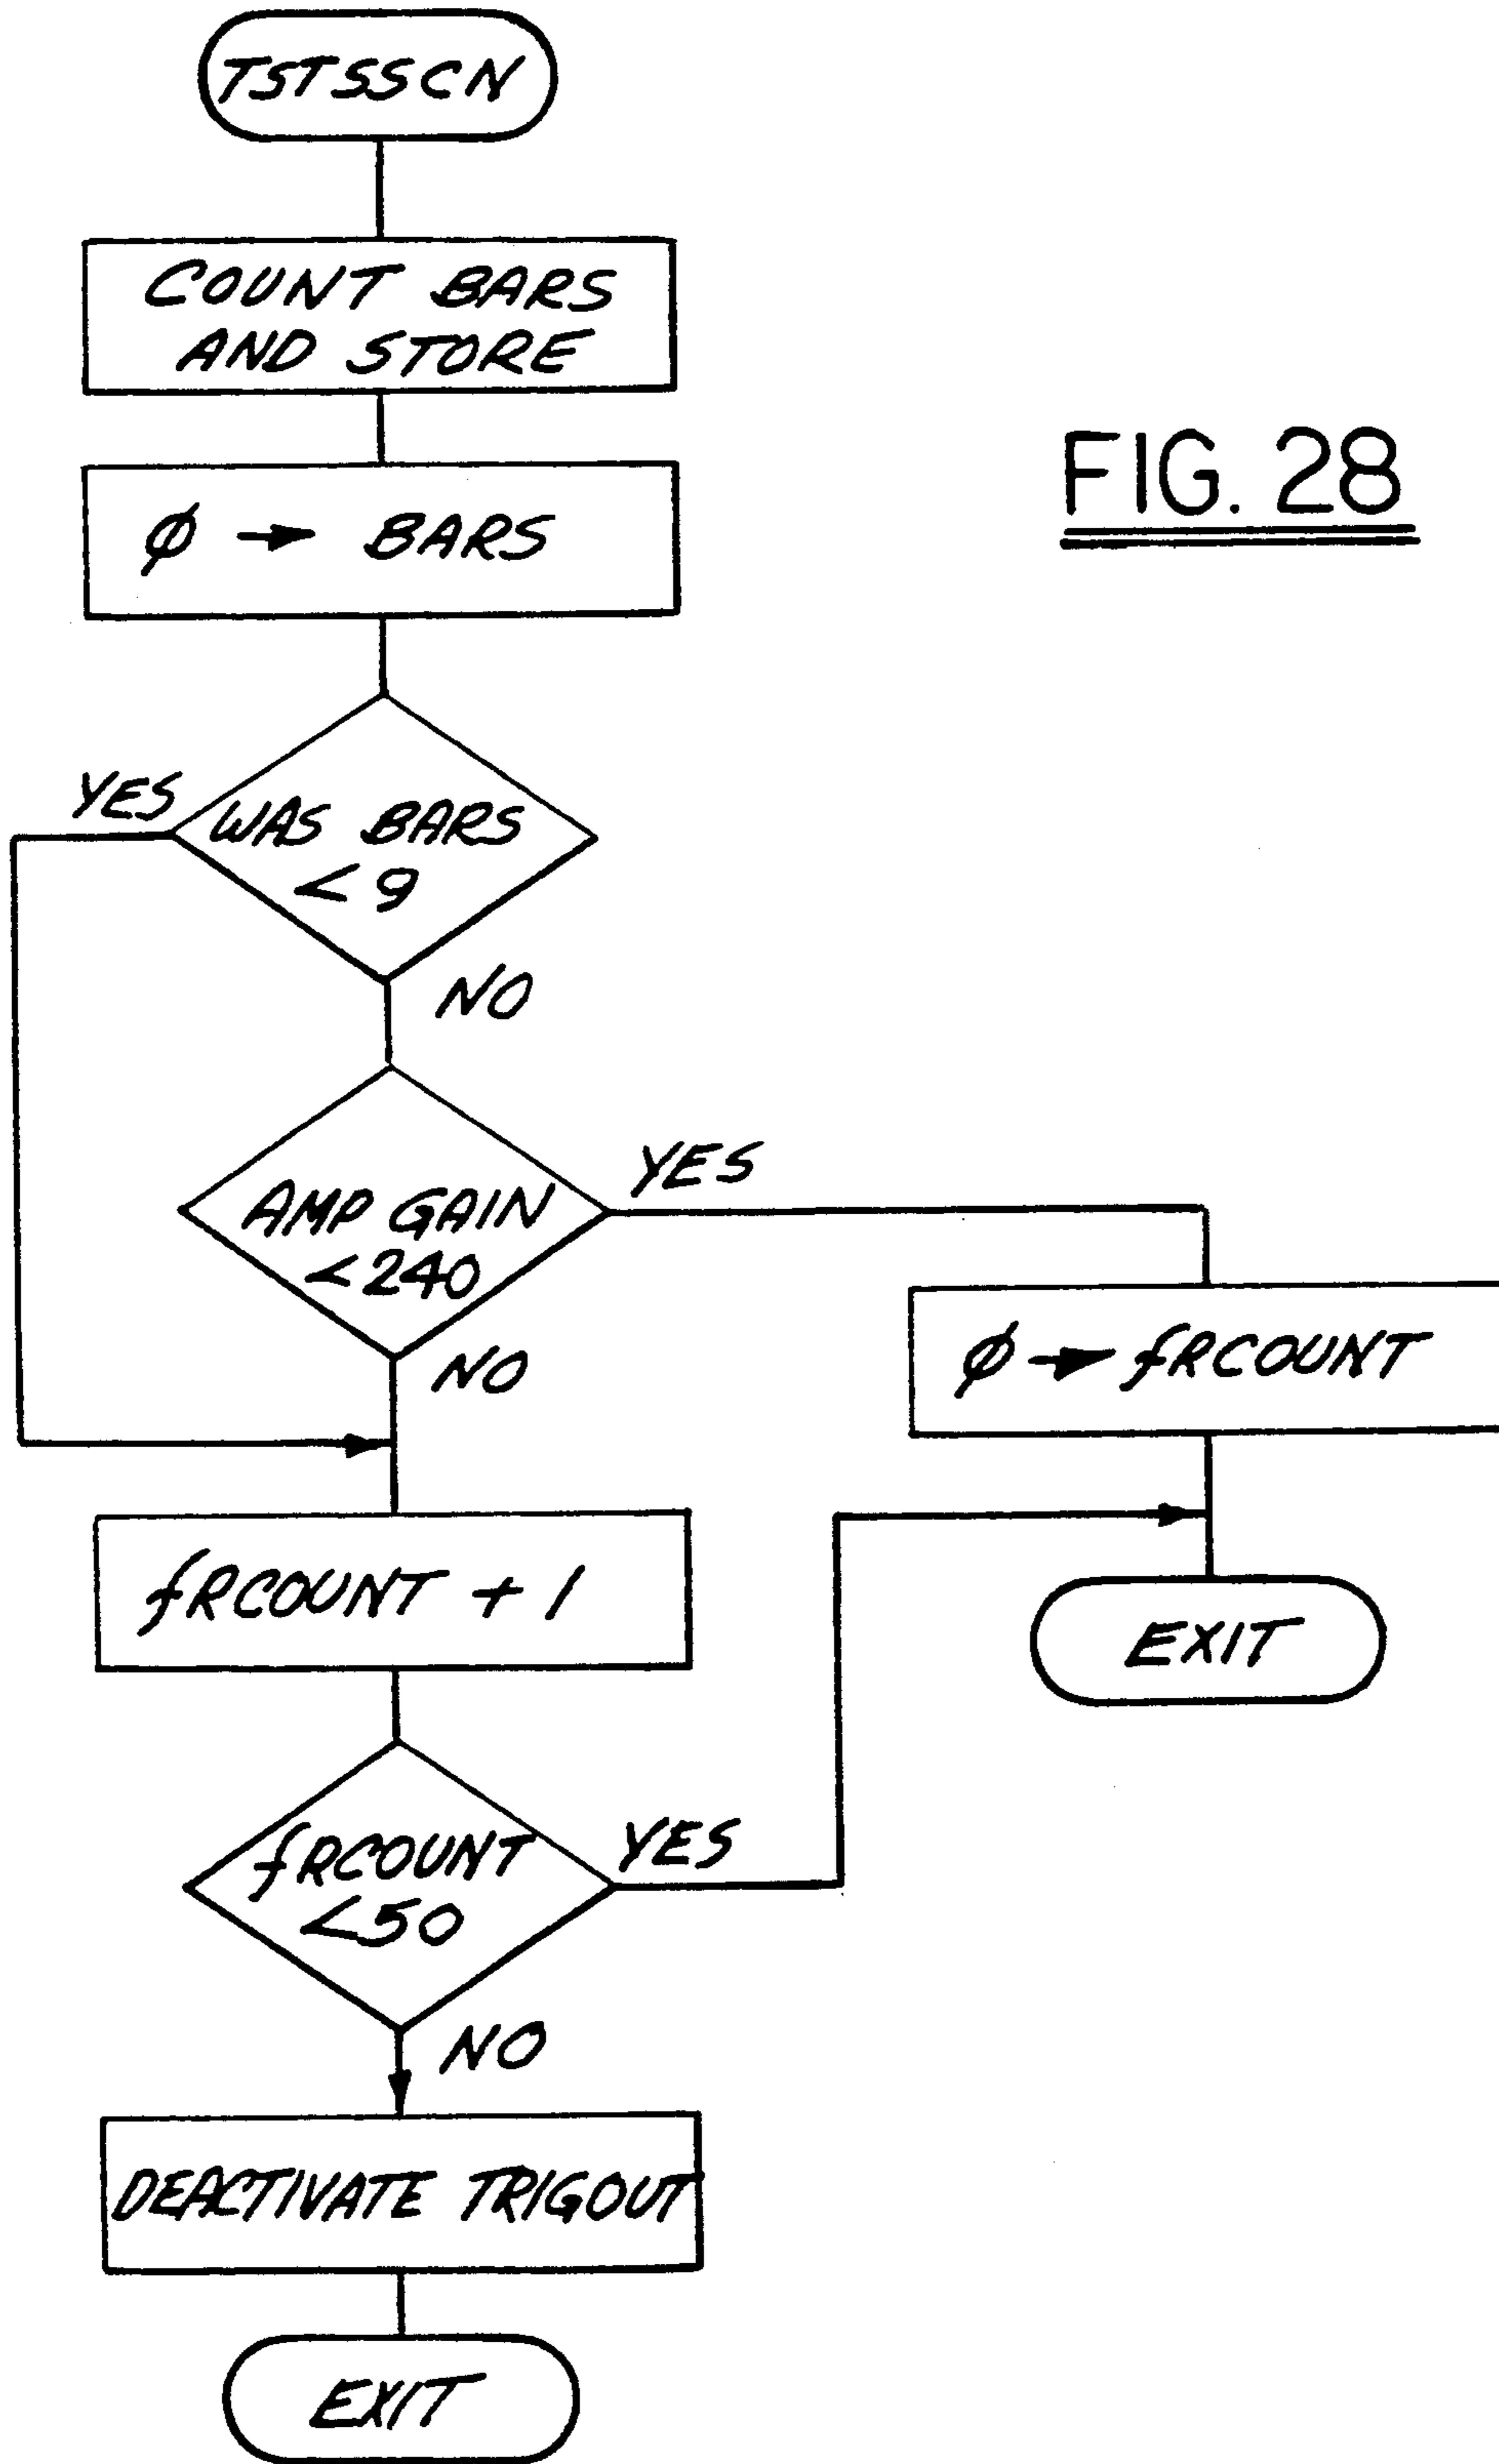 TSTSSCN
COUNT BARS
AND STORE
FIG. 28
Ø → BARS
YES
WAS BARS
< 9
NO
YES
AMP GAIN
<240
NO
Ø → fRCOUNT
fRCOUNT + 1
EXIT
YES
fRCOUNT
<50
NO
DEACTIVATE TRIGOUT
EXIT